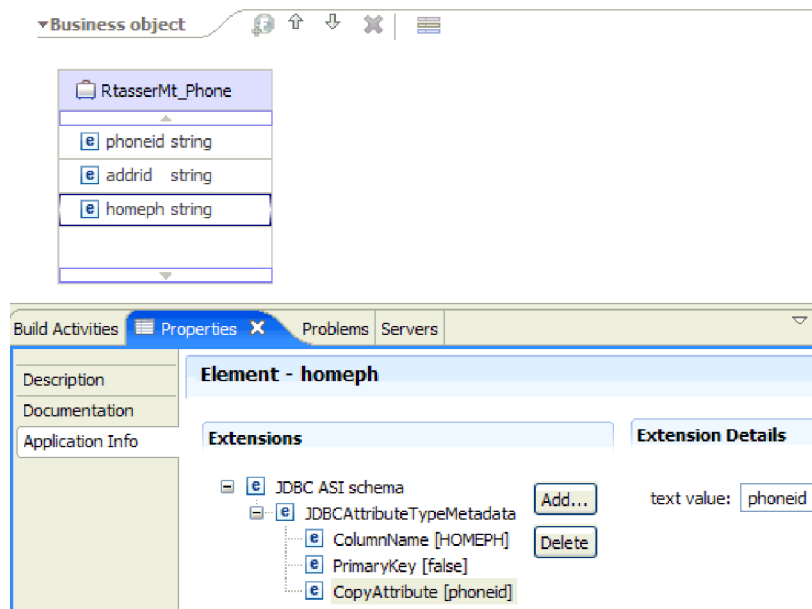 Business object
RtasserMt_Phone
e phoneid string
e addrid string
e homeph string
Build Activities Properties Problems Servers
Description
Documentation
Application Info
Element - homeph
Extensions
e JDBC ASI schema
e JDBCAttributeTypeMetadata
e ColumnName [HOMEPH]
e PrimaryKey [false]
e CopyAttribute [phoneid]
Add...
Delete
Extension Details
text value: phoneid